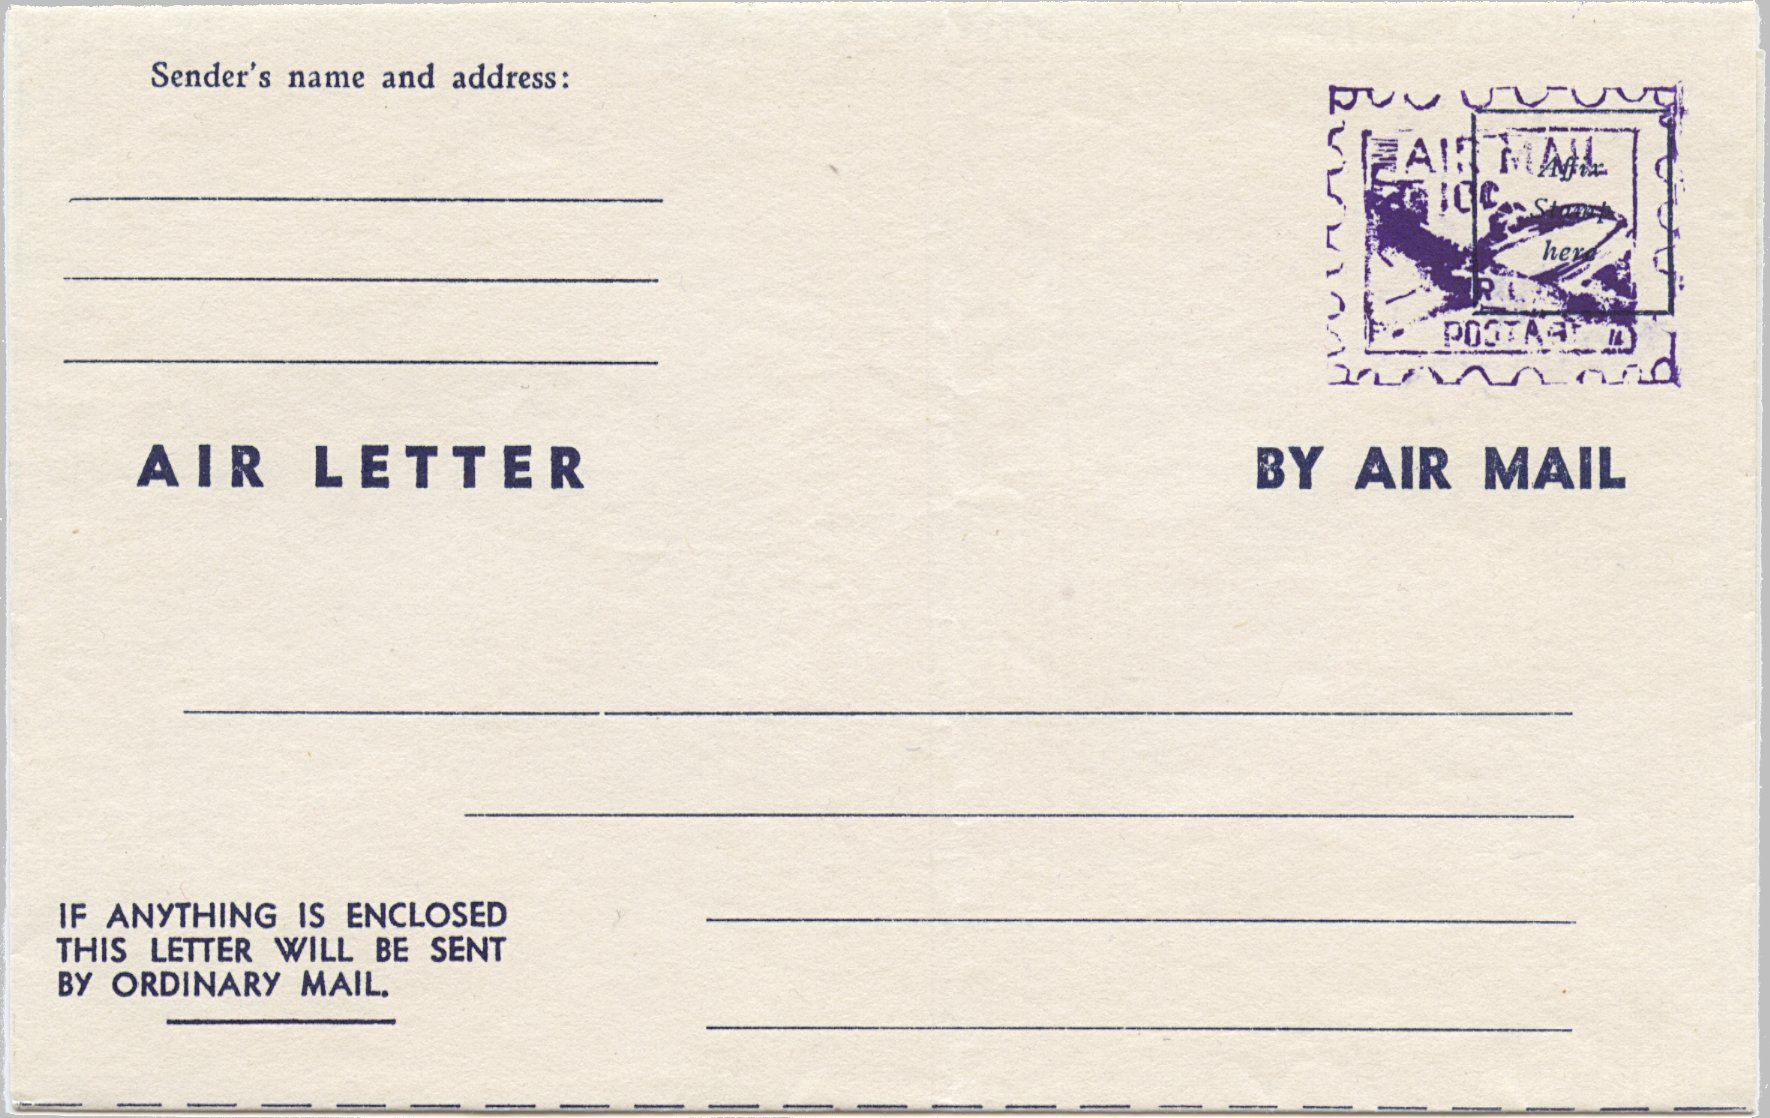 Sender's name and address:
AIR MAIL
10c
Affix
Stamp
here
POSTAGE
AIR LETTER
BY AIR MAIL
IF ANYTHING IS ENCLOSED
THIS LETTER WILL BE SENT
BY ORDINARY MAIL.